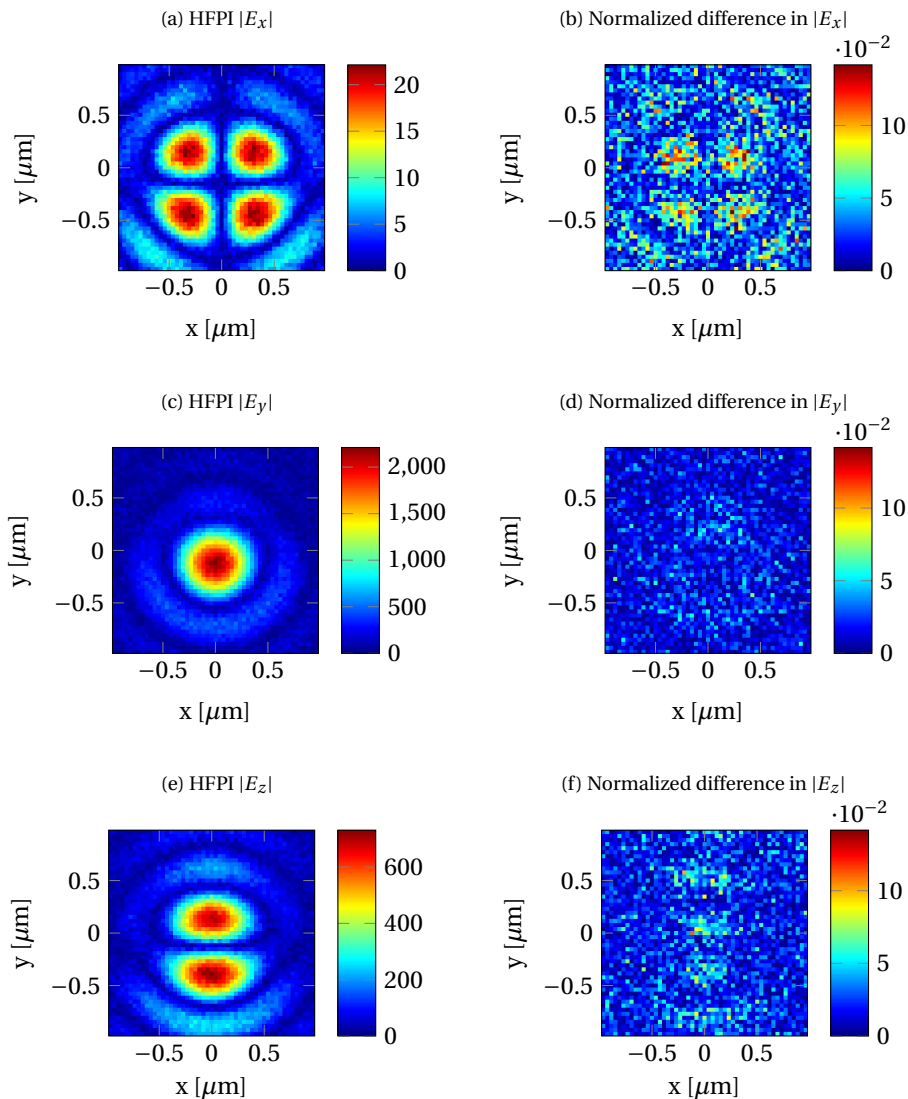 (a) HFPI |E_x|
(b) Normalized difference in |E_x|
·10⁻²
0.5
0
−0.5
y [μm]
−0.5 0 0.5
x [μm]
20
15
10
5
0
0.5
0
−0.5
y [μm]
−0.5 0 0.5
x [μm]
10
5
0
(c) HFPI |E_y|
(d) Normalized difference in |E_y|
·10⁻²
0.5
0
−0.5
y [μm]
−0.5 0 0.5
x [μm]
2,000
1,500
1,000
500
0
0.5
0
−0.5
y [μm]
−0.5 0 0.5
x [μm]
10
5
0
(e) HFPI |E_z|
(f) Normalized difference in |E_z|
·10⁻²
0.5
0
−0.5
y [μm]
−0.5 0 0.5
x [μm]
600
400
200
0
0.5
0
−0.5
y [μm]
−0.5 0 0.5
x [μm]
10
5
0